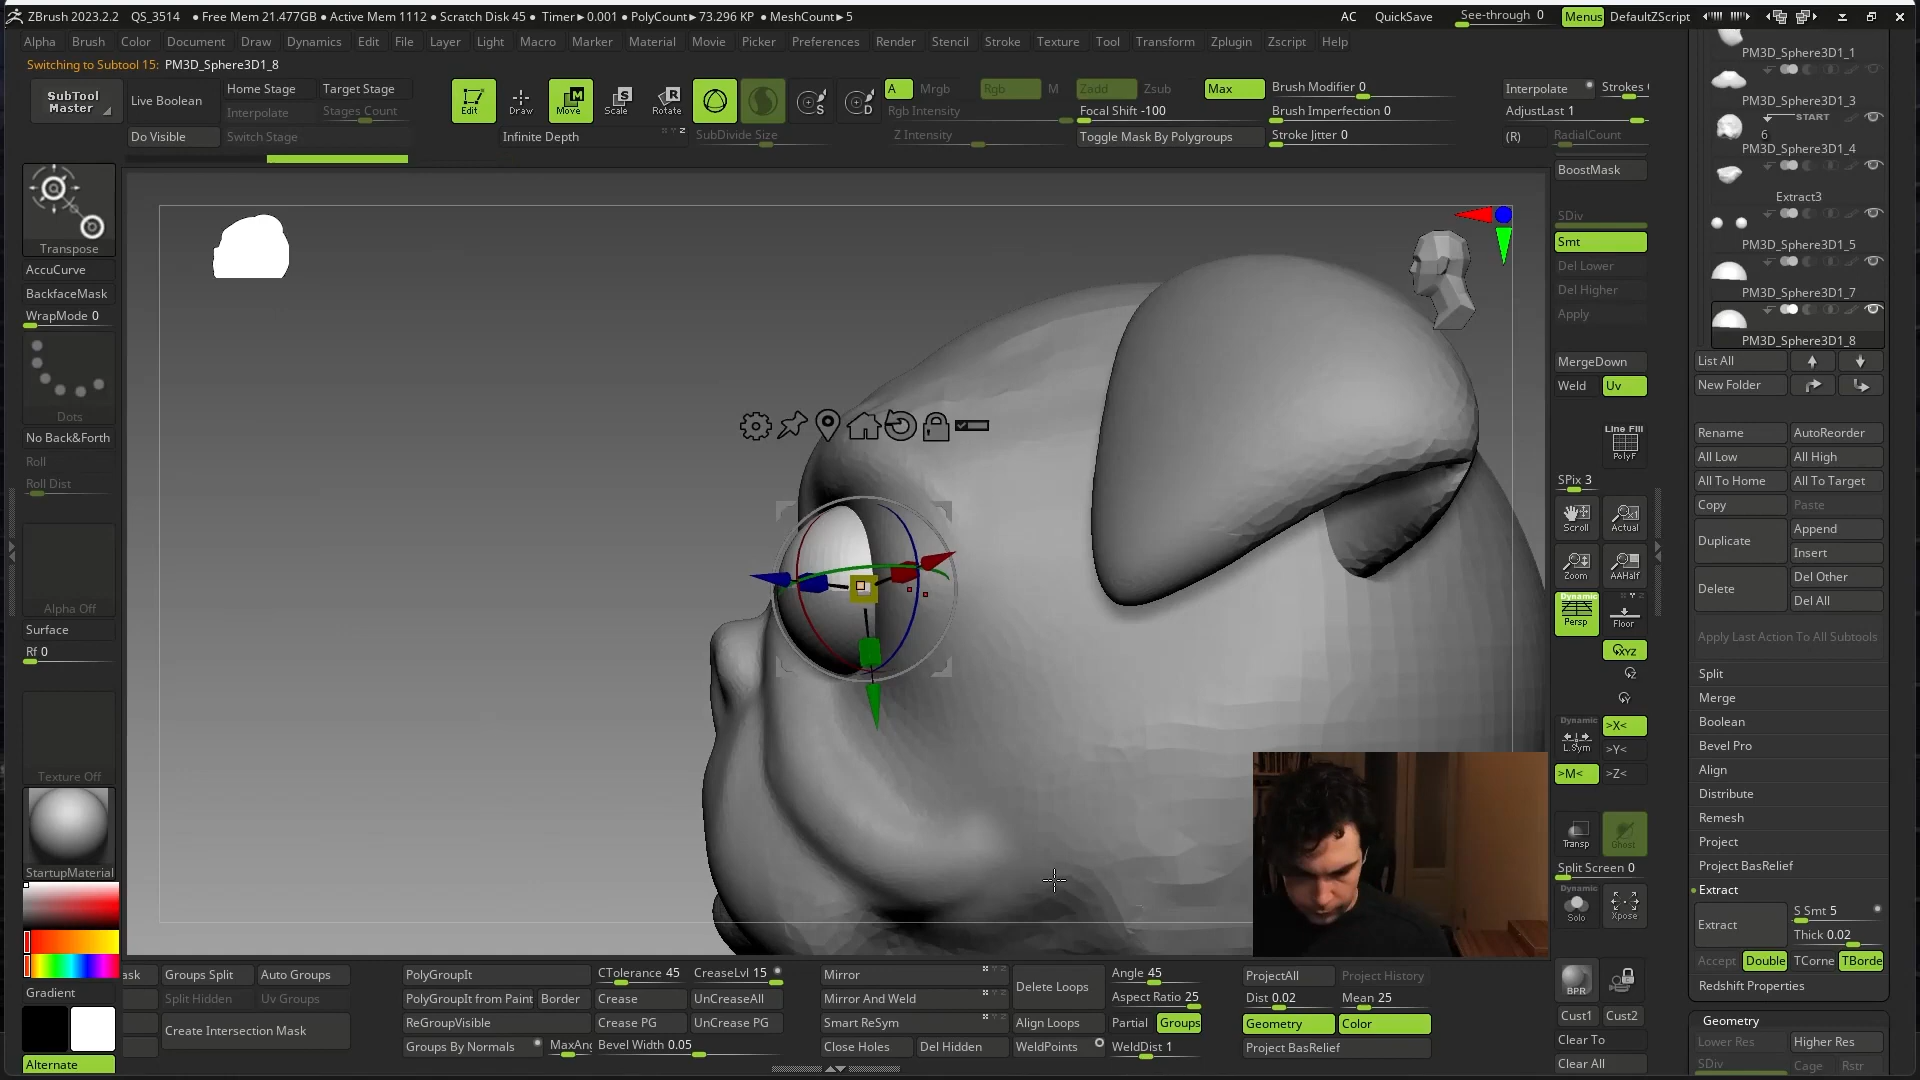 ZBrush 2023.2.2 QS_3514 ● Free Mem 21.477GB ● Active Mem 1112 ● Scratch Disk 45 ● Timer▸0.001 ● PolyCount▸73.296 KP ● MeshCount▸5 AC QuickSave See-through 0 Menus DefaultZScript
Alpha Brush Color Document Draw Dynamics Edit File Layer Light Macro Marker Material Movie Picker Preferences Render Stencil Stroke Texture Tool Transform Zplugin Zscript Help
Switching to Subtool 15: PM3D_Sphere3D1_8
SubTool Master
Live Boolean
Do Visible
Home Stage Target Stage
Interpolate Stages Count
Switch Stage
Edit Draw Move Scale Rotate
Infinite Depth
SubDivide Size
S
D
A Mrgb Rgb M Zadd Zsub Max
Rgb Intensity
Z Intensity
Focal Shift -100
Toggle Mask By Polygroups
Brush Modifier 0
Brush Imperfection 0
Stroke Jitter 0
Interpolate Strokes
AdjustLast 1
(R) RadialCount
Transpose
AccuCurve
BackfaceMask
WrapMode 0
Dots
No Back&Forth
Roll
Roll Dist
Alpha Off
Surface
Rf 0
Texture Off
StartupMaterial
Gradient
Alternate
BoostMask
SDiv
Smt
Del Lower
Del Higher
Apply
MergeDown
Weld Uv
Line Fill
PolyF
SPix 3
Scroll Actual
Zoom AAHalf
Dynamic
Persp Floor
XYZ
Z
Y
Dynamic >X<
L.Sym >Y<
>M< >Z<
Transp Ghost
Split Screen 0
Dynamic
Solo Xpose
BPR
Cust1 Cust2
Clear To
Clear All
PM3D_Sphere3D1_1
PM3D_Sphere3D1_3
START
6
PM3D_Sphere3D1_4
Extract3
PM3D_Sphere3D1_5
PM3D_Sphere3D1_7
PM3D_Sphere3D1_8
List All
New Folder
Rename AutoReorder
All Low All High
All To Home All To Target
Copy Paste
Duplicate Append
Insert
Delete Del Other
Del All
Apply Last Action To All Subtools
Split
Merge
Boolean
Bevel Pro
Align
Distribute
Remesh
Project
Project BasRelief
Extract
Extract S Smt 5
Thick 0.02
Accept Double TCorne TBorde
Redshift Properties
Geometry
Lower Res Higher Res
SDiv Cage Rstr
ask Groups Split Auto Groups
Split Hidden Uv Groups
Create Intersection Mask
PolyGroupIt
PolyGroupIt from Paint Border
ReGroupVisible
Groups By Normals MaxAng
CTolerance 45 CreaseLvl 15
Crease UnCreaseAll
Crease PG UnCrease PG
Bevel Width 0.05
Mirror
Mirror And Weld
Smart ReSym
Close Holes Del Hidden
Delete Loops
Align Loops
WeldPoints
Angle 45
Aspect Ratio 25
Partial Groups
WeldDist 1
ProjectAll Project History
Dist 0.02 Mean 25
Geometry Color
Project BasRelief